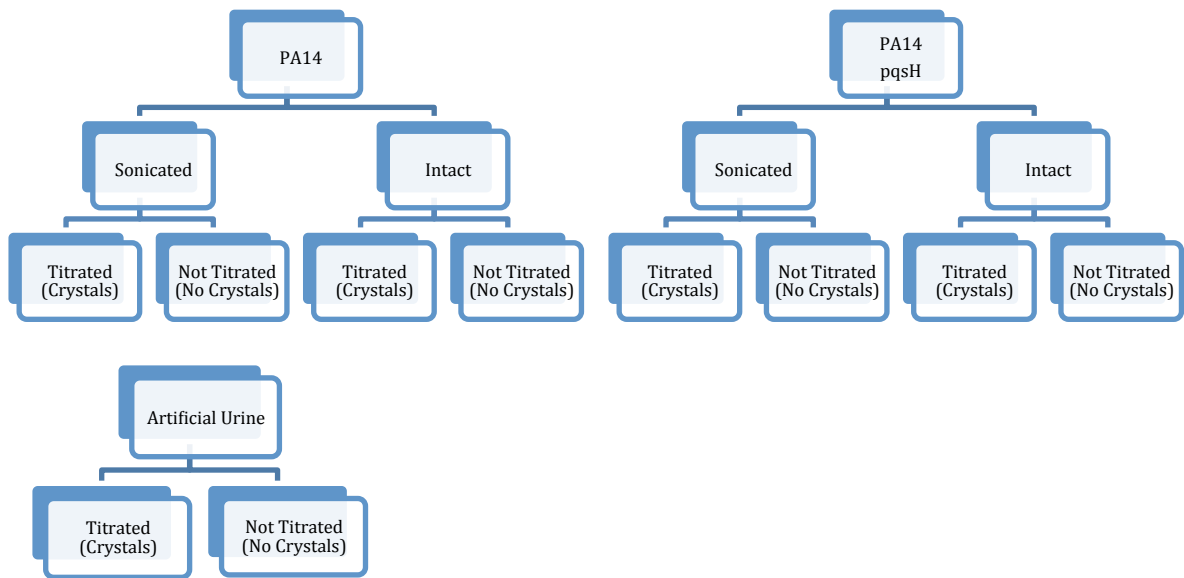 PA14
Sonicated
Intact
Titrated
(Crystals)
Not Titrated
(No Crystals)
Titrated
(Crystals)
Not Titrated
(No Crystals)
PA14
pqsH
Sonicated
Intact
Titrated
(Crystals)
Not Titrated
(No Crystals)
Titrated
(Crystals)
Not Titrated
(No Crystals)
Artificial Urine
Titrated
(Crystals)
Not Titrated
(No Crystals)